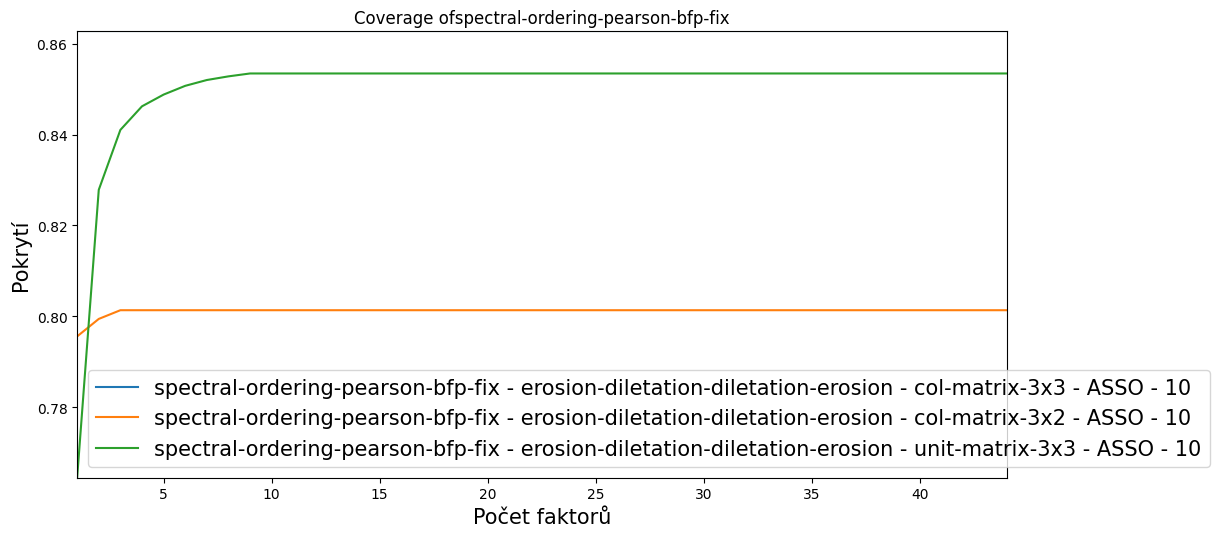 Coverage ofspectral-ordering-pearson-bfp-fix
0.86
0.84
0.82
0.80
0.78
Pokrytí
spectral-ordering-pearson-bfp-fix - erosion-diletation-diletation-erosion - col-matrix-3x3 - ASSO - 10
spectral-ordering-pearson-bfp-fix - erosion-diletation-diletation-erosion - col-matrix-3x2 - ASSO - 10
spectral-ordering-pearson-bfp-fix - erosion-diletation-diletation-erosion - unit-matrix-3x3 - ASSO - 10
5 10 15 20 25 30 35 40
Počet faktorů